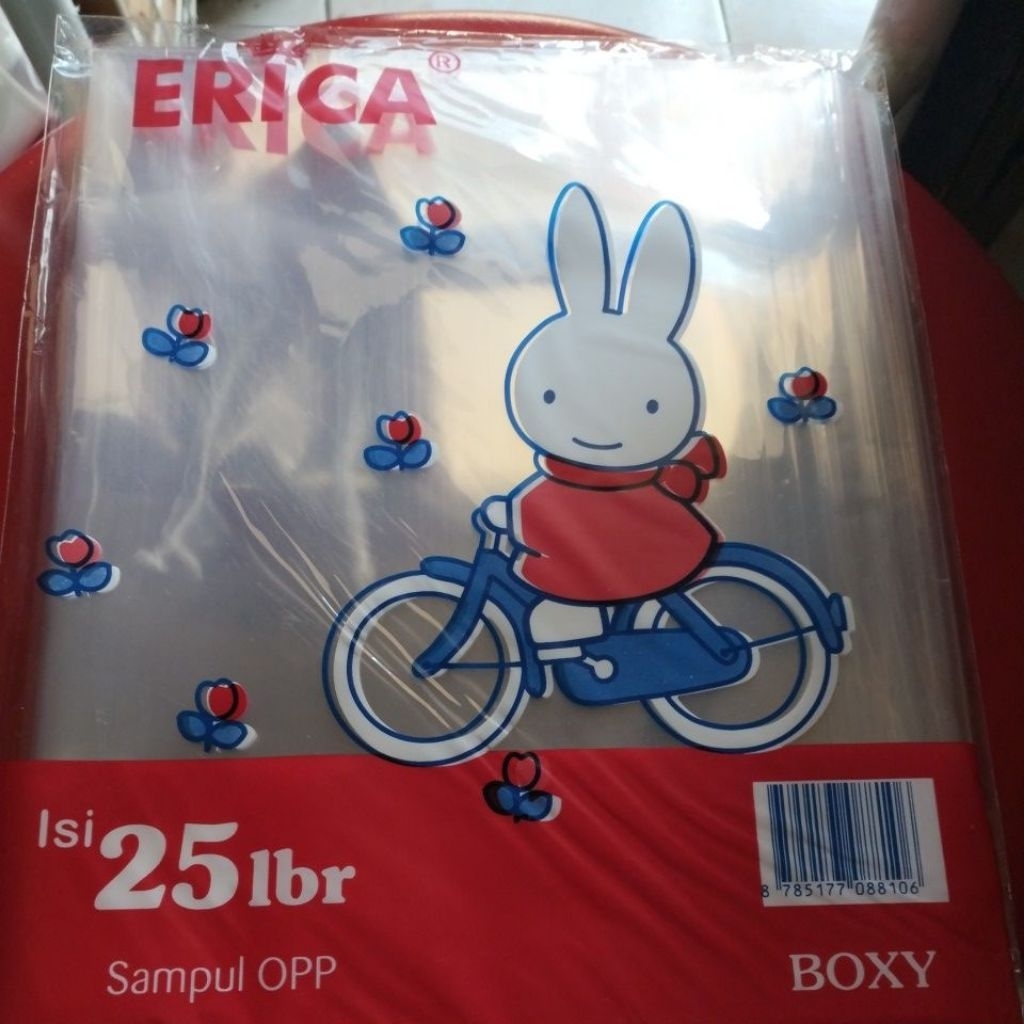 ERICA®
Isi 25 lbr
8 785177 088106
Sampul OPP
BOXY